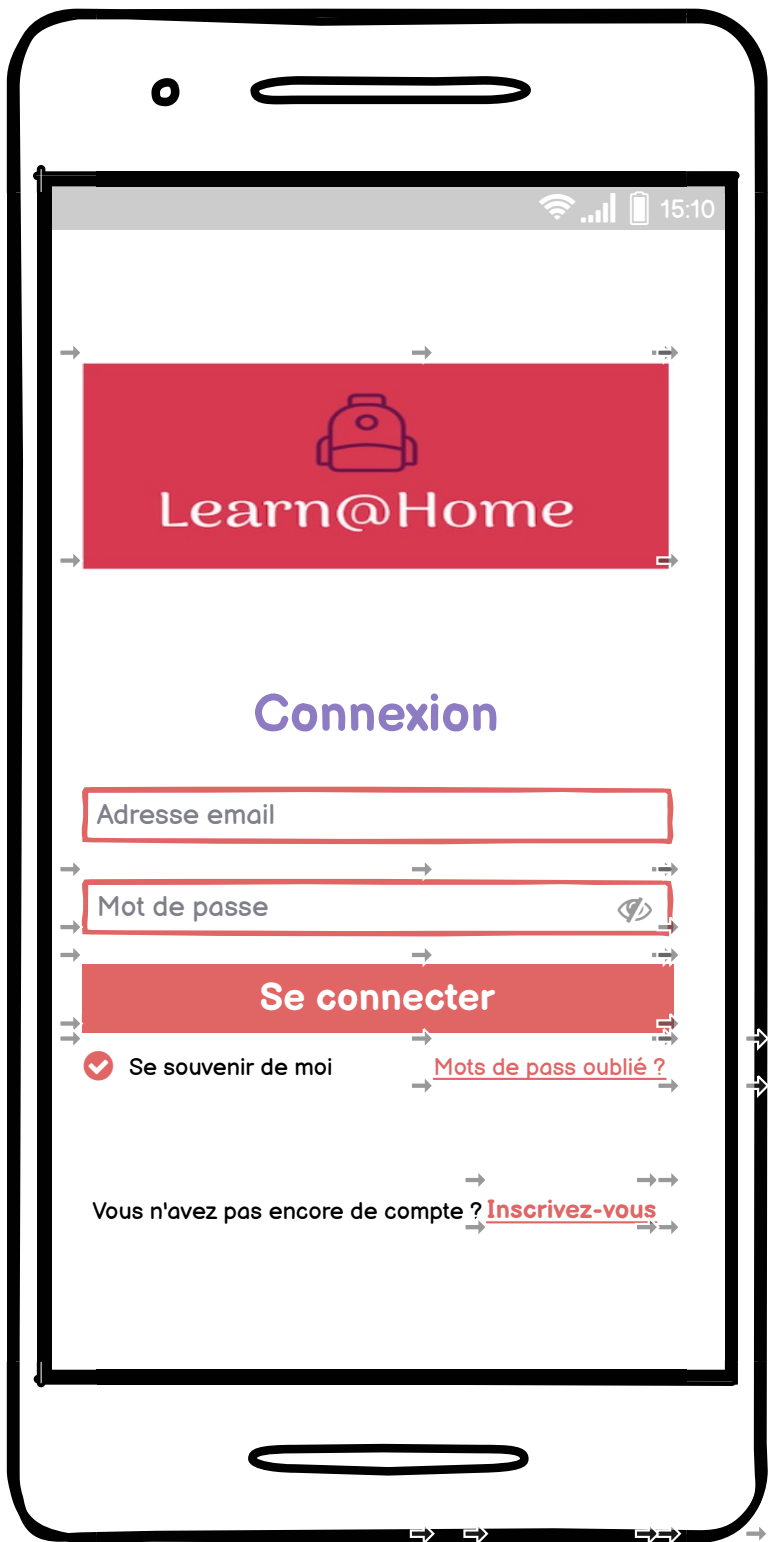 15:10
Learn@Home
Connexion
Adresse email
Mot de passe
Se connecter
Se souvenir de moi Mots de pass oublié ?
Vous n'avez pas encore de compte ? Inscrivez-vous